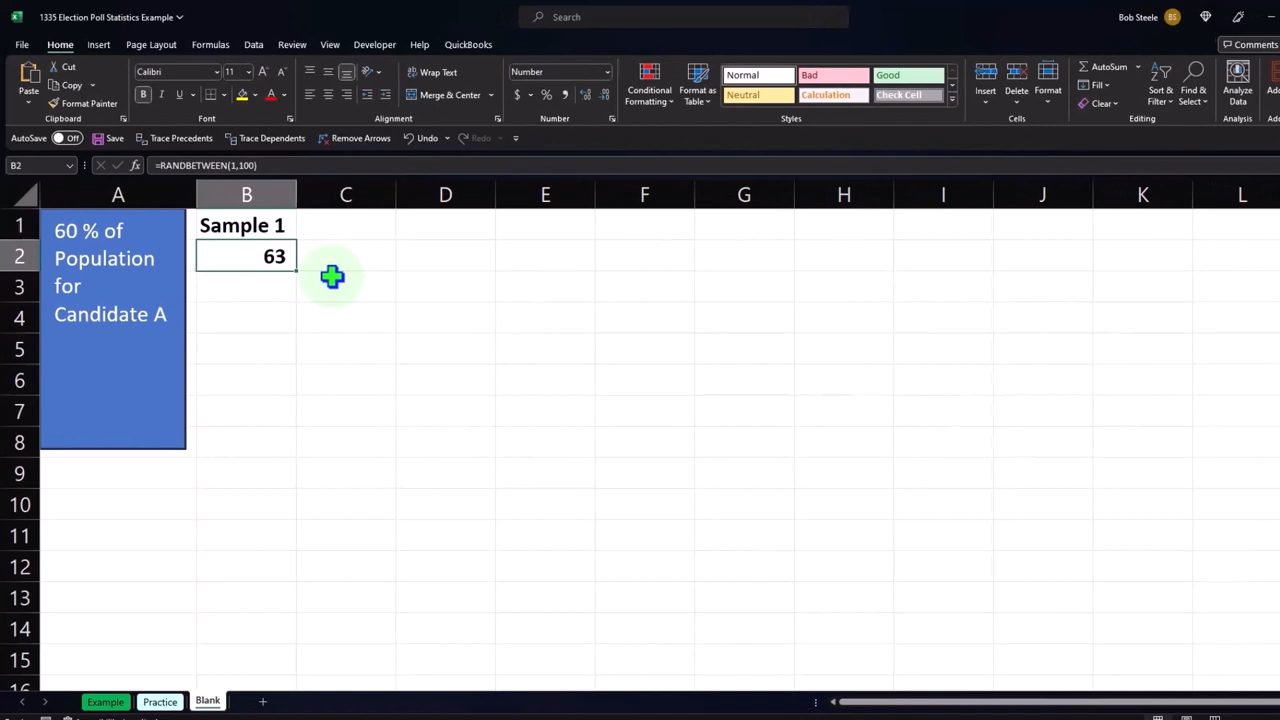 1335 Election Poll Statistics Example
Search
Bob Steele
BS
File Home Insert Page Layout Formulas Data Review View Developer Help QuickBooks
Comments
Paste
Cut
Copy
Format Painter
Clipboard
Calibri 11
B I U
Font
Wrap Text
Merge & Center
Alignment
Number
$ % ,
Number
Conditional Formatting
Format as Table
Normal Bad Good
Neutral Calculation Check Cell
Styles
Insert Delete Format
Cells
AutoSum
Fill
Clear
Sort & Filter
Find & Select
Editing
Analyze Data
Analysis
AutoSave Off Save Trace Precedents Trace Dependents Remove Arrows Undo Redo
B2 fx =RANDBETWEEN(1,100)
A B C D E F G H I J K L
1 Sample 1
2 63
3
4
5
6
7
8
9
10
11
12
13
14
15
60 % of
Population
for
Candidate A
Example Practice Blank